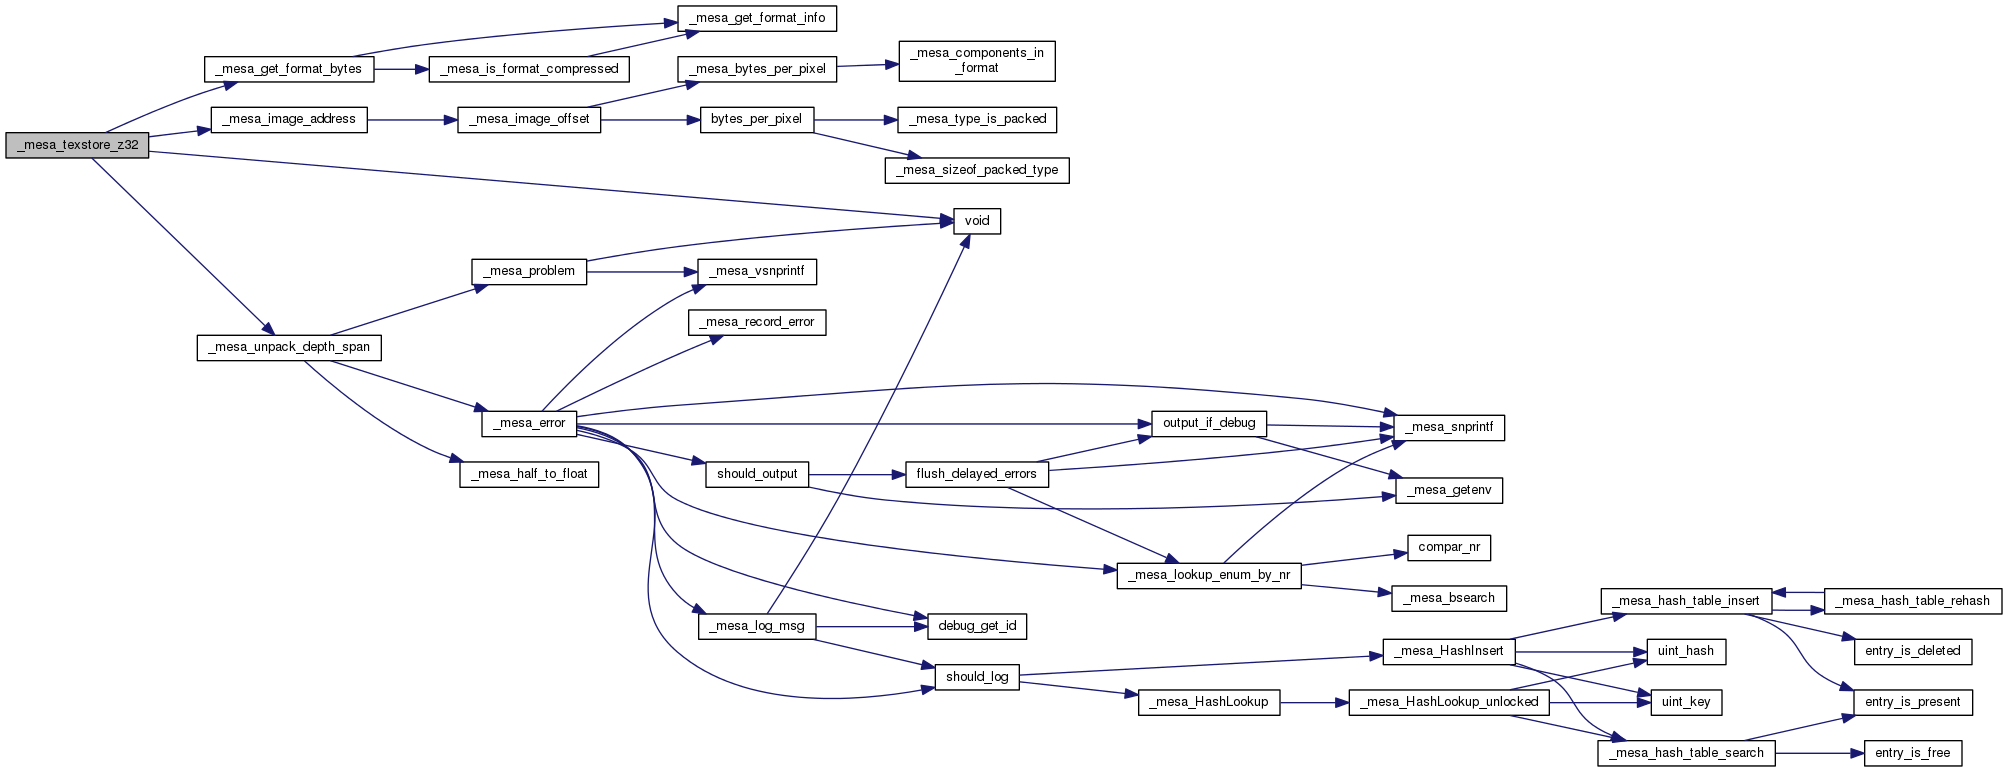 _mesa_texstore_z32
_mesa_get_format_bytes
_mesa_image_address
_mesa_unpack_depth_span
_mesa_is_format_compressed
_mesa_image_offset
_mesa_problem
_mesa_error
_mesa_half_to_float
_mesa_get_format_info
_mesa_bytes_per_pixel
bytes_per_pixel
_mesa_vsnprintf
_mesa_record_error
should_output
_mesa_log_msg
_mesa_components_in
_format
_mesa_type_is_packed
_mesa_sizeof_packed_type
void
flush_delayed_errors
debug_get_id
should_log
output_if_debug
_mesa_lookup_enum_by_nr
_mesa_HashLookup
_mesa_snprintf
_mesa_getenv
compar_nr
_mesa_bsearch
_mesa_HashInsert
_mesa_HashLookup_unlocked
_mesa_hash_table_insert
uint_hash
uint_key
_mesa_hash_table_search
_mesa_hash_table_rehash
entry_is_deleted
entry_is_present
entry_is_free